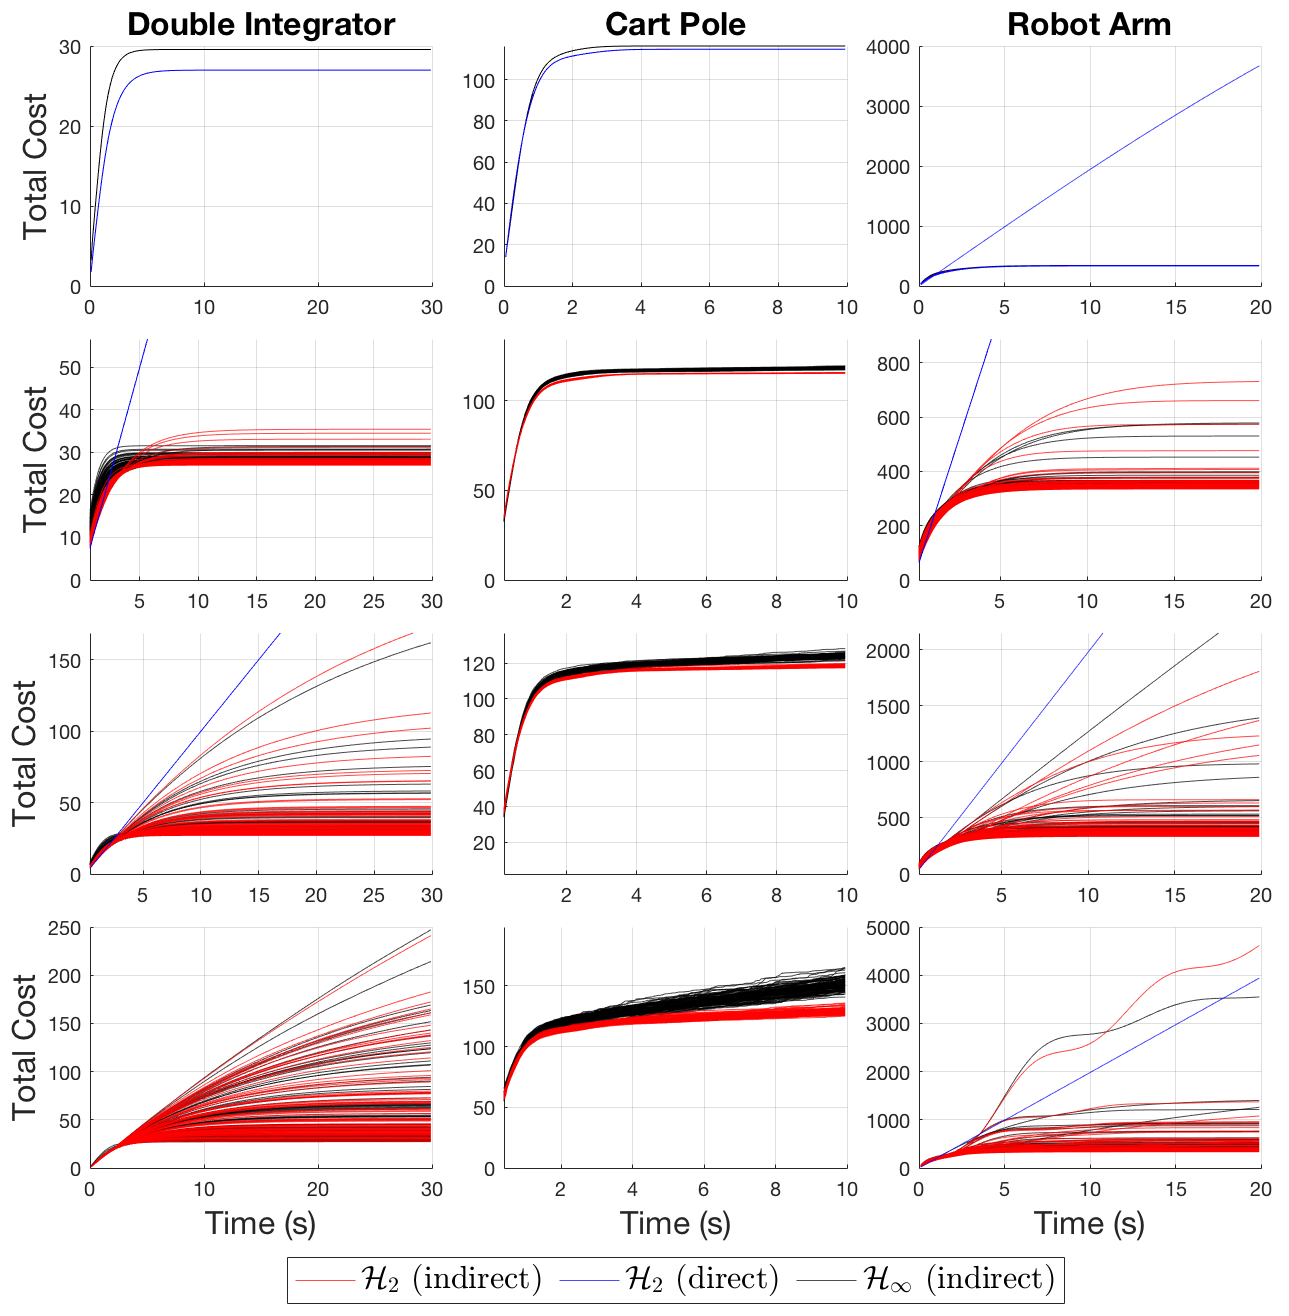 Double Integrator Cart Pole Robot Arm
Total Cost
30
20
10
0
0 10 20 30
100
80
60
40
20
0
0 2 4 6 8 10
4000
3000
2000
1000
0
0 5 10 15 20
Total Cost
50
40
30
20
10
0
5 10 15 20 25 30
100
50
0
2 4 6 8 10
800
600
400
200
0
5 10 15 20
Total Cost
150
100
50
0
5 10 15 20 25 30
120
100
80
60
40
20
2 4 6 8 10
2000
1500
1000
500
0
5 10 15 20
Total Cost
250
200
150
100
50
0
0 10 20 30
Time (s)
150
100
50
0
2 4 6 8 10
Time (s)
5000
4000
3000
2000
1000
0
0 5 10 15 20
Time (s)
ℋ₂ (indirect) ℋ₂ (direct) ℋ∞ (indirect)